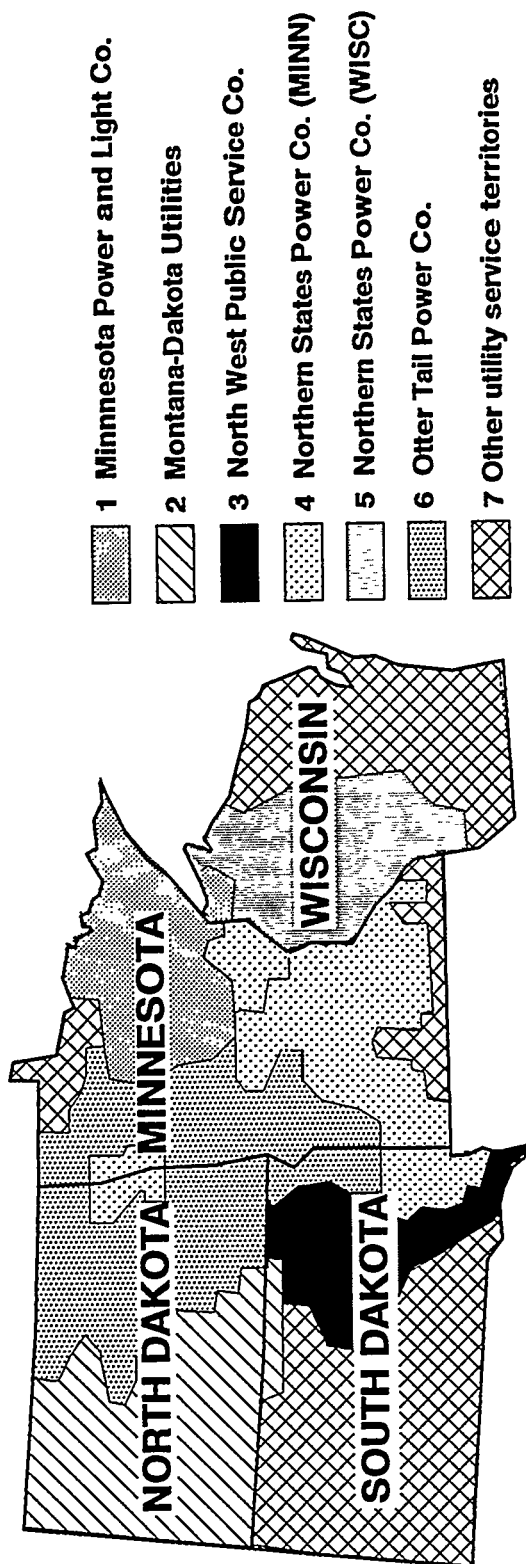 NORTH DAKOTA
MINNESOTA
SOUTH DAKOTA
WISCONSIN
1 Minnnesota Power and Light Co.
2 Montana-Dakota Utilities
3 North West Public Service Co.
4 Northern States Power Co. (MINN)
5 Northern States Power Co. (WISC)
6 Otter Tail Power Co.
7 Other utility service territories